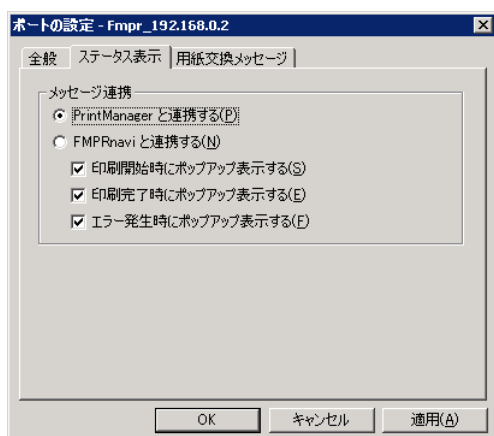 ポートの設定 - Fmpr_192.168.0.2
全般 ステータス表示 用紙交換メッセージ
メッセージ連携
PrintManager と連携する(P)
FMPRnavi と連携する(N)
印刷開始時にポップアップ表示する(S)
印刷完了時にポップアップ表示する(E)
エラー発生時にポップアップ表示する(F)
OK キャンセル 適用(A)